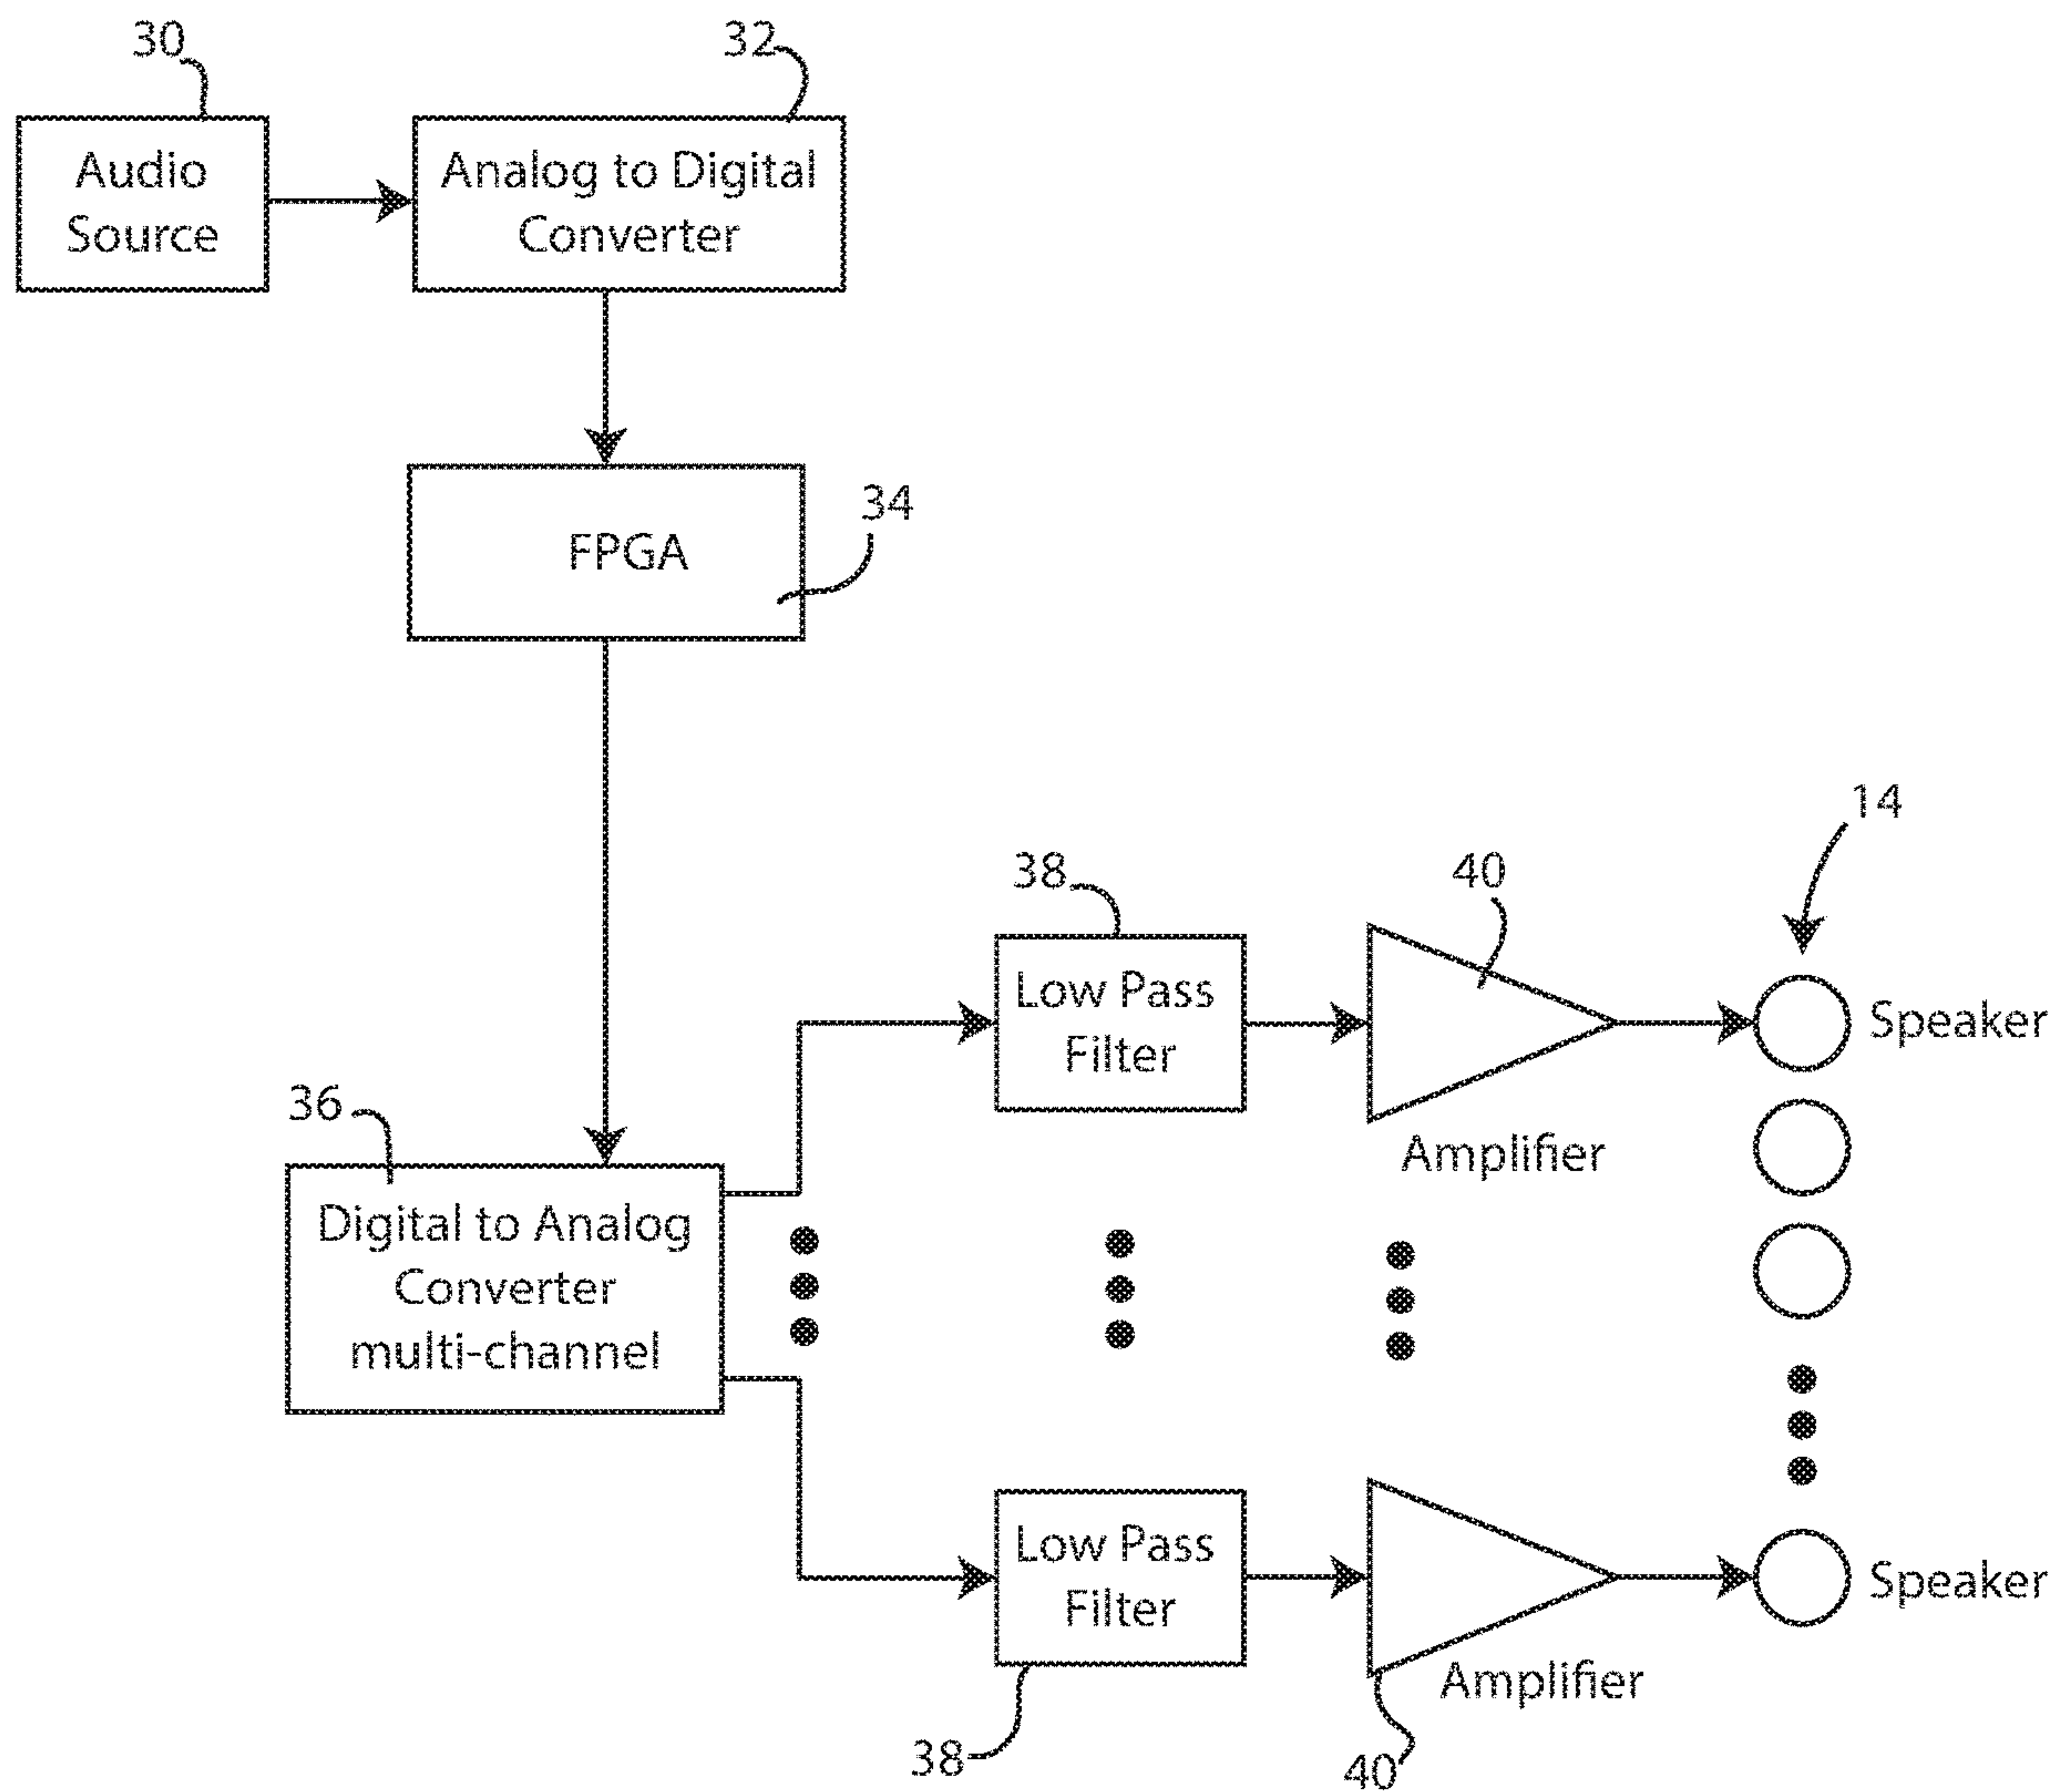 30
32
Audio
Source
Analog to Digital
Converter
34
FPGA
14
38
40
Low Pass
Filter
Speaker
36
Amplifier
Digital to Analog
Converter
multi-channel
Low Pass
Filter
Speaker
Amplifier
38
40